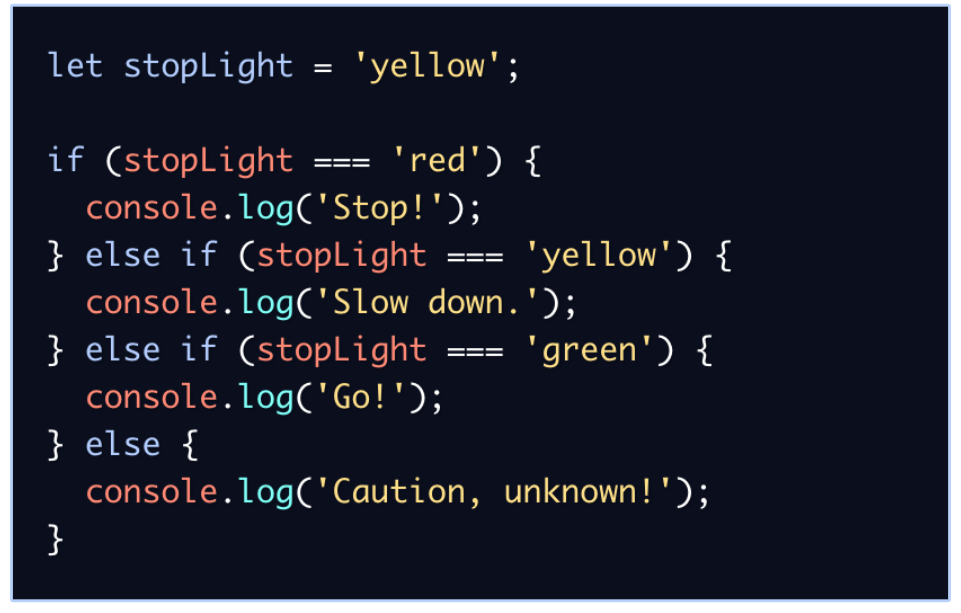 let stopLight = 'yellow';

if (stopLight === 'red') {
  console.log('Stop!');
} else if (stopLight === 'yellow') {
  console.log('Slow down.');
} else if (stopLight === 'green') {
  console.log('Go!');
} else {
  console.log('Caution, unknown!');
}